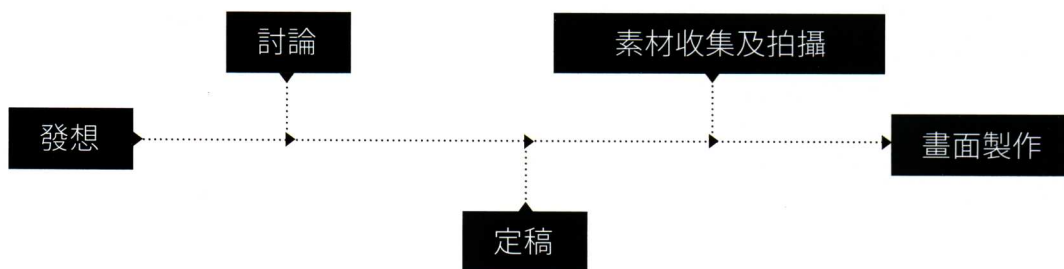 發想
討論
定稿
素材收集及拍攝
畫面製作